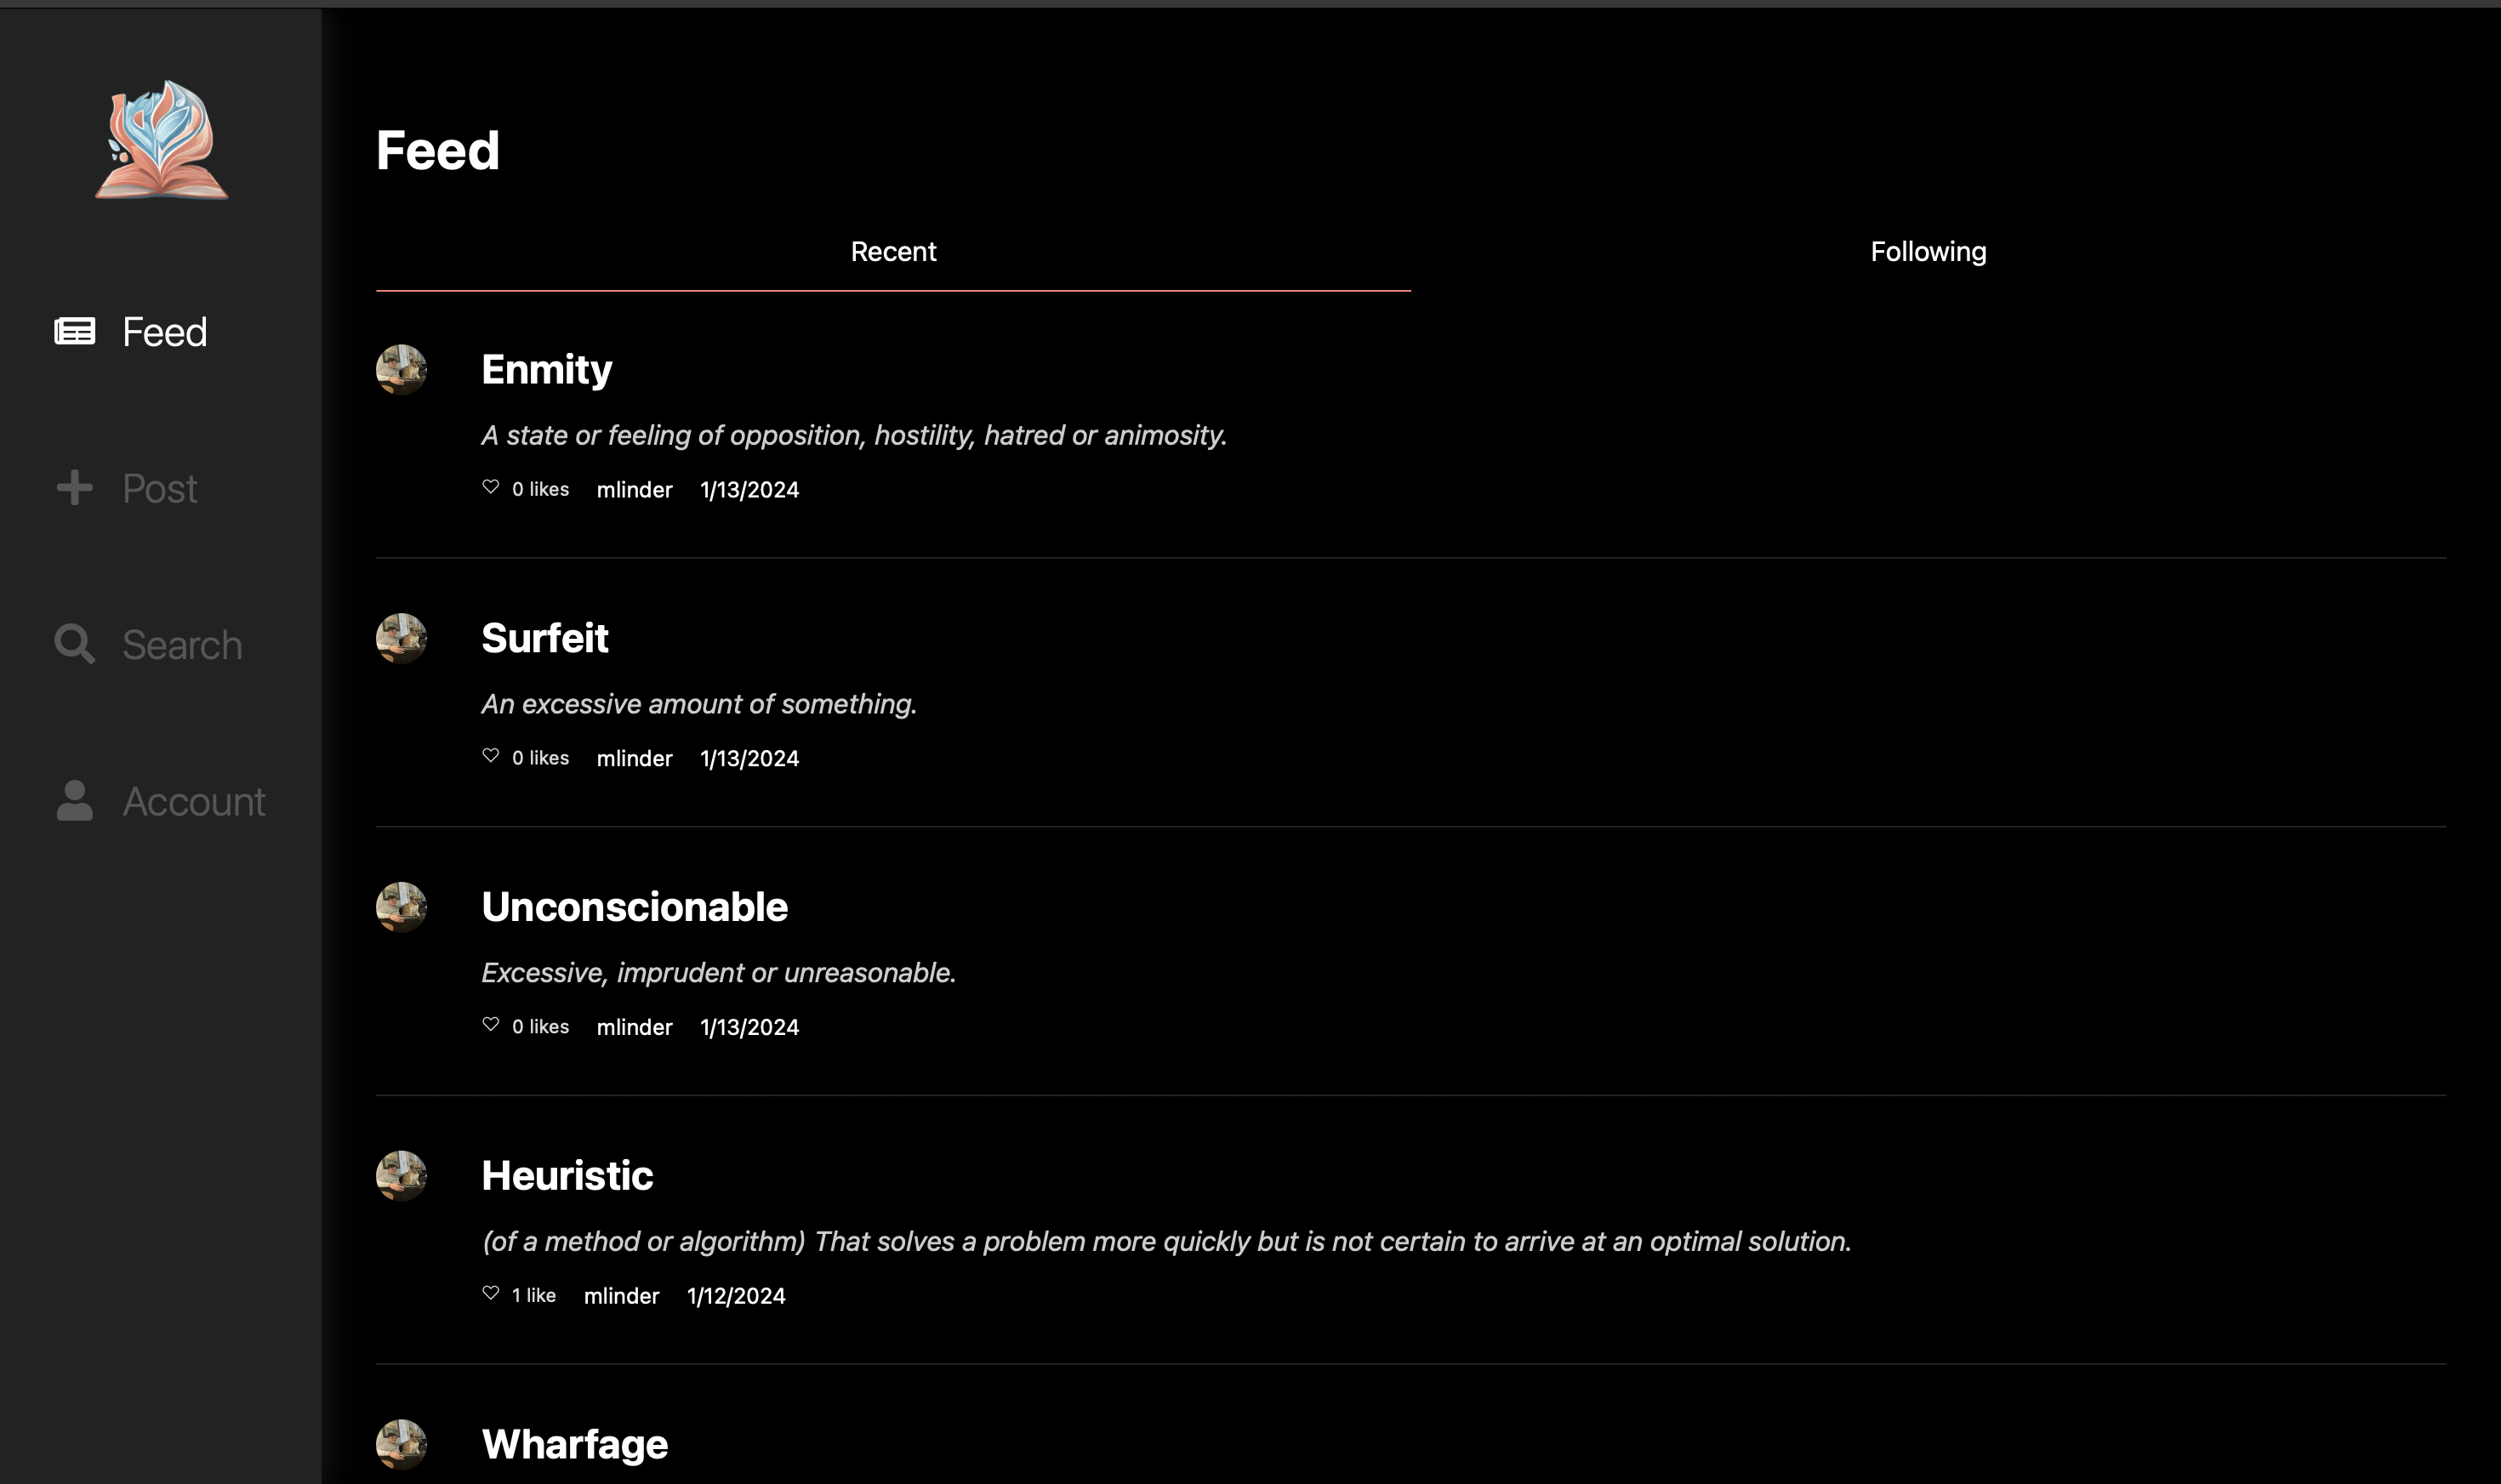 Feed
Post
Search
Account
Feed
Recent Following
Enmity
A state or feeling of opposition, hostility, hatred or animosity.
0 likes mlinder 1/13/2024
Surfeit
An excessive amount of something.
0 likes mlinder 1/13/2024
Unconscionable
Excessive, imprudent or unreasonable.
0 likes mlinder 1/13/2024
Heuristic
(of a method or algorithm) That solves a problem more quickly but is not certain to arrive at an optimal solution.
1 like mlinder 1/12/2024
Wharfage